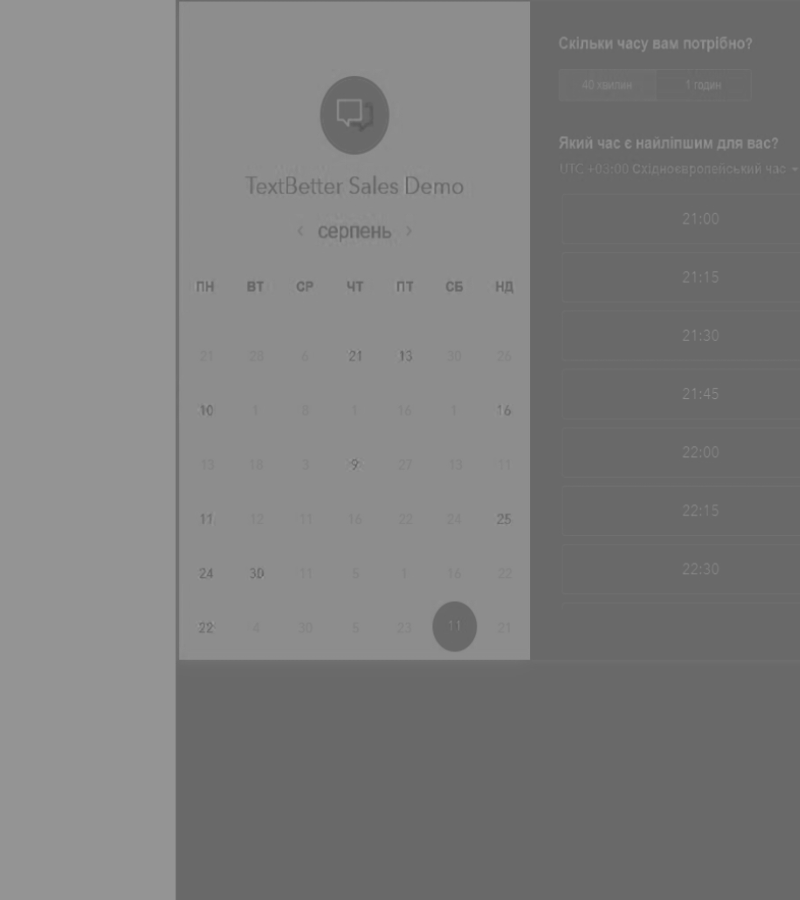 TextBetter Sales Demo
‹ серпень ›
ПН ВТ СР ЧТ ПТ СБ НД
21 28 6 21 13 30 26
10 1 8 1 16 1 16
13 18 3 9 27 13 11
11 12 11 16 22 24 25
24 30 11 5 1 16 22
22 4 30 5 23 11 21
Скільки часу вам потрібно?
40 хвилин 1 годин
Який час є найліпшим для вас?
UTC +03:00 Східноєвропейський час
21:00
21:15
21:30
21:45
22:00
22:15
22:30